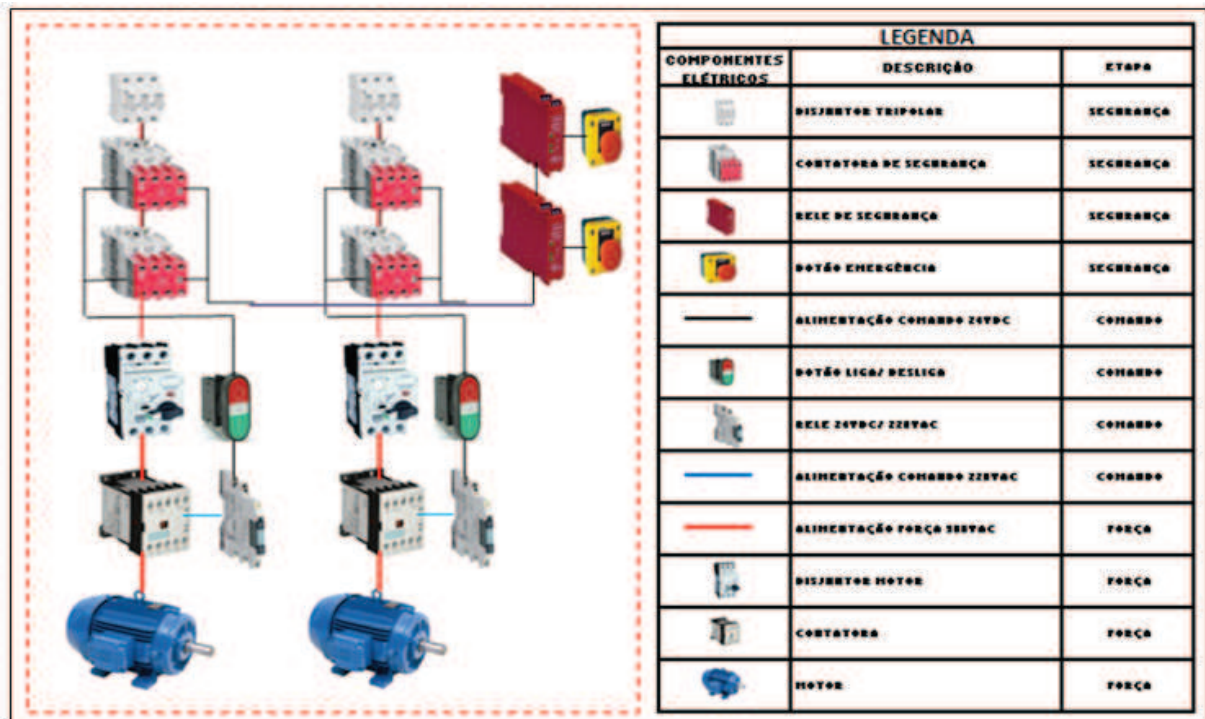 LEGENDA
COMPONENTES ELÉTRICOS DESCRIÇÃO ETAPA
DISJUNTOR TRIPOLAR SEGURANÇA
CONTATORA DE SEGURANÇA SEGURANÇA
RELE DE SEGURANÇA SEGURANÇA
BOTÃO EMERGÊNCIA SEGURANÇA
ALIMENTAÇÃO COMANDO 24VDC COMANDO
BOTÃO LIGA/ DESLIGA COMANDO
RELE 24VDC/ 220VAC COMANDO
ALIMENTAÇÃO COMANDO 220VAC COMANDO
ALIMENTAÇÃO FORÇA 380VAC FORÇA
DISJUNTOR MOTOR FORÇA
CONTATORA FORÇA
MOTOR FORÇA